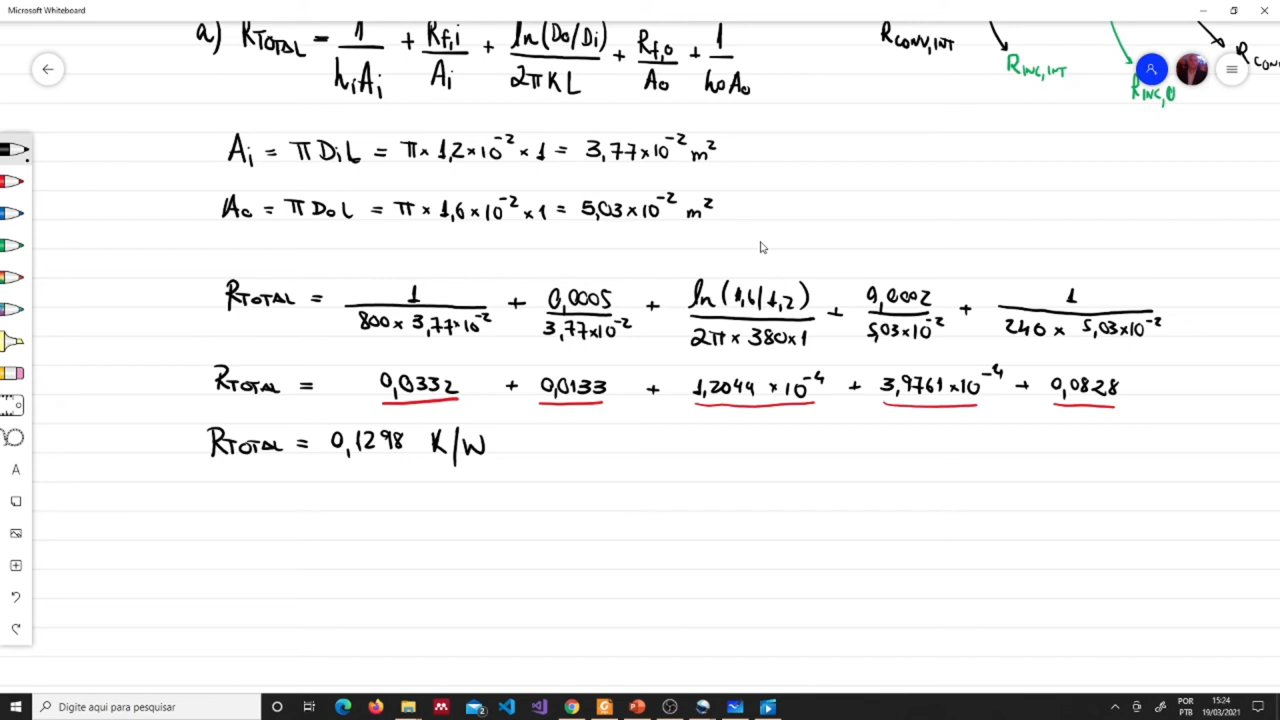 Microsoft Whiteboard
a) RTOTAL = 1/(hiAi) + Rf,i/Ai + ln(Do/Di)/(2πKL) + Rf,o/Ao + 1/(hoAo)
RCONV,INT
RINC,INT
RCON
RINC,O
Ai = πDiL = π × 1,2×10⁻² × 1 = 3,77×10⁻² m²
Ao = πDoL = π × 1,6×10⁻² × 1 = 5,03×10⁻² m²
RTOTAL = 1/(800 × 3,77×10⁻²) + 0,0005/(3,77×10⁻²) + ln(1,6/1,2)/(2π × 380×1) + 0,0002/(5,03×10⁻²) + 1/(240 × 5,03×10⁻²)
RTOTAL = 0,0332 + 0,0133 + 1,2044 × 10⁻⁴ + 3,9761×10⁻⁴ + 0,0828
RTOTAL = 0,1298 K/W
A
Digite aqui para pesquisar
2
POR
PTB
15:24
19/03/2021